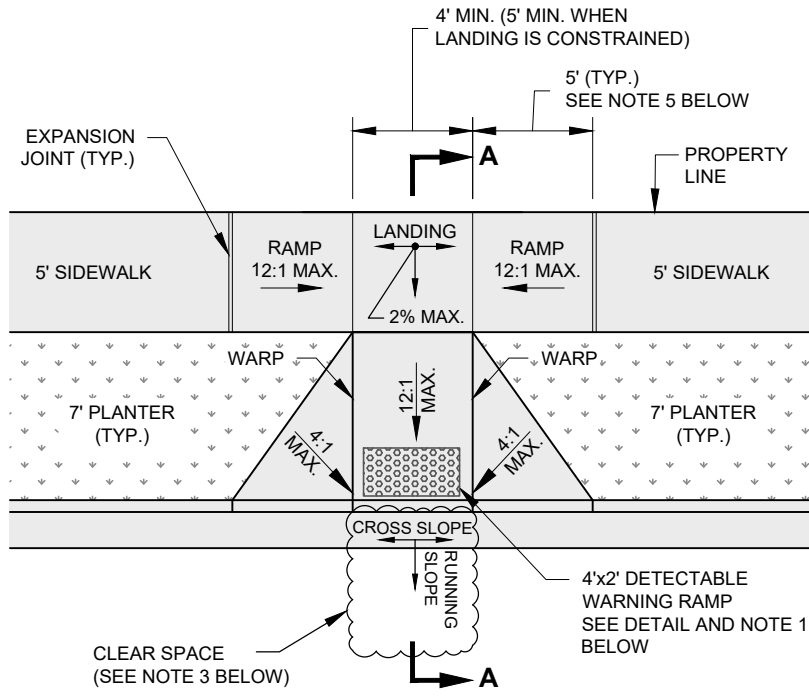 4' MIN. (5' MIN. WHEN
LANDING IS CONSTRAINED)
5' (TYP.)
SEE NOTE 5 BELOW
EXPANSION
JOINT (TYP.)
A
PROPERTY
LINE
5' SIDEWALK
RAMP
12:1 MAX.
LANDING
RAMP
12:1 MAX.
5' SIDEWALK
2% MAX.
WARP
WARP
7' PLANTER
(TYP.)
12:1
MAX.
7' PLANTER
(TYP.)
4:1
MAX.
4:1
MAX.
CROSS SLOPE
RUNNING
SLOPE
4'x2' DETECTABLE
WARNING RAMP
SEE DETAIL AND NOTE 1
BELOW
CLEAR SPACE
(SEE NOTE 3 BELOW)
A